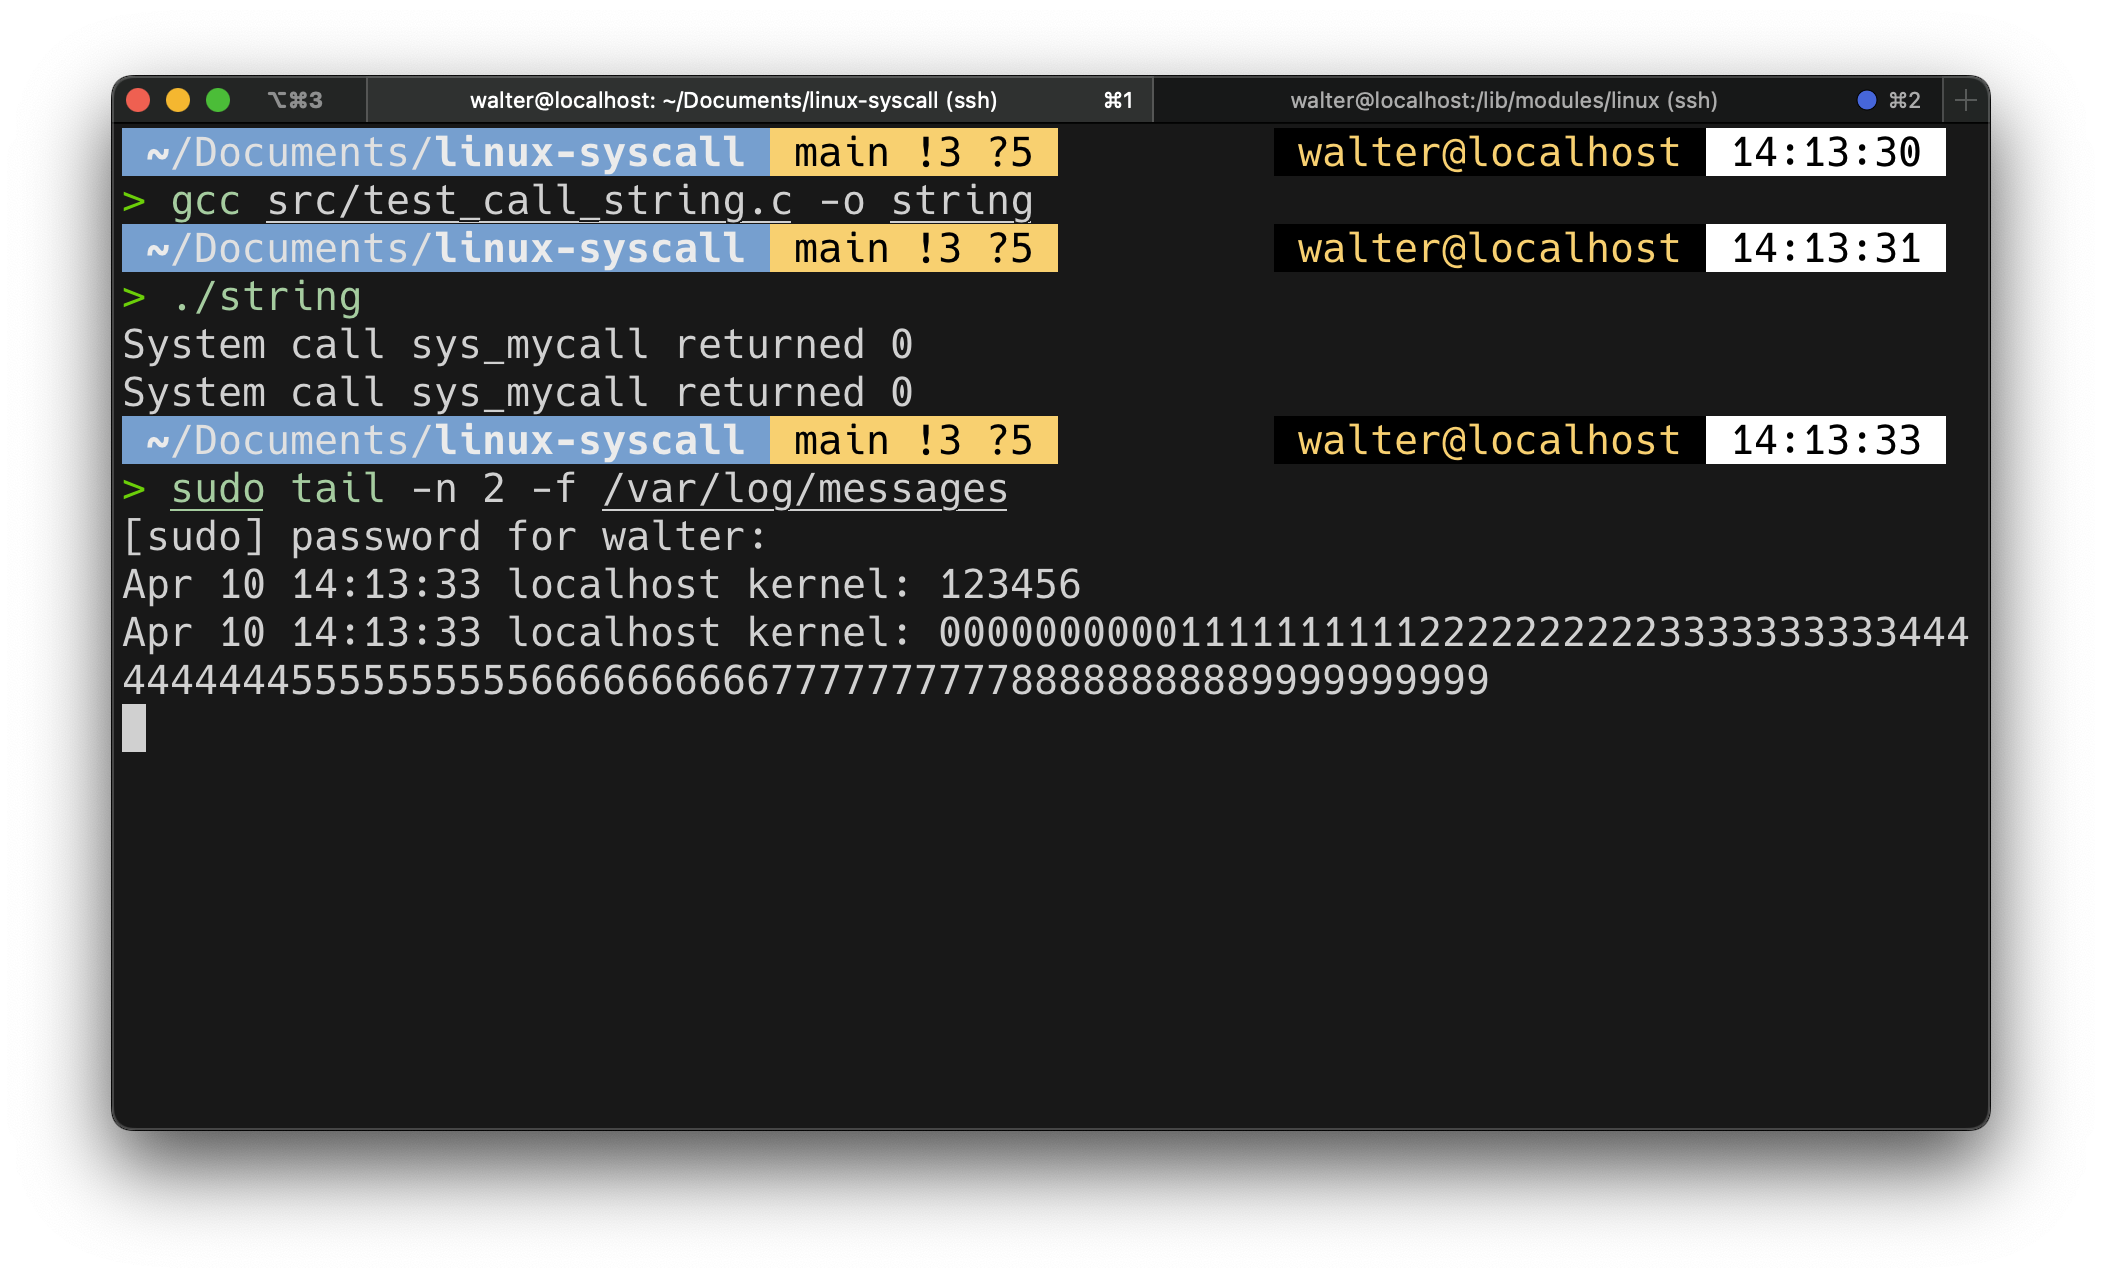 ⌥⌘3 walter@localhost: ~/Documents/linux-syscall (ssh) ⌘1 walter@localhost:/lib/modules/linux (ssh) ⌘2 +
~/Documents/linux-syscall main !3 ?5 walter@localhost 14:13:30
> gcc src/test_call_string.c -o string
~/Documents/linux-syscall main !3 ?5 walter@localhost 14:13:31
> ./string
System call sys_mycall returned 0
System call sys_mycall returned 0
~/Documents/linux-syscall main !3 ?5 walter@localhost 14:13:33
> sudo tail -n 2 -f /var/log/messages
[sudo] password for walter:
Apr 10 14:13:33 localhost kernel: 123456
Apr 10 14:13:33 localhost kernel: 0000000000111111111122222222223333333333444
444444455555555556666666666777777777788888888889999999999